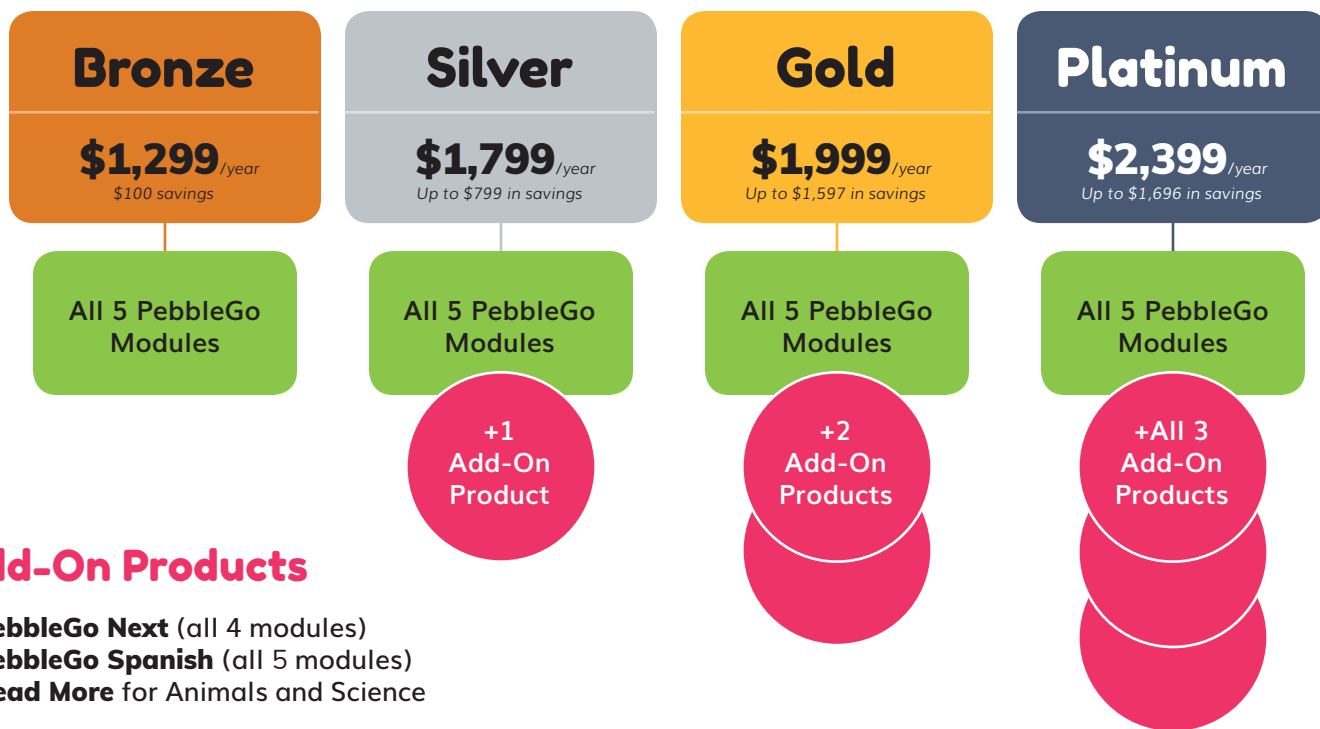 Bronze
$1,299/year
$100 savings
All 5 PebbleGo
Modules
Silver
$1,799/year
Up to $799 in savings
All 5 PebbleGo
Modules
+1
Add-On
Product
Gold
$1,999/year
Up to $1,597 in savings
All 5 PebbleGo
Modules
+2
Add-On
Products
Platinum
$2,399/year
Up to $1,696 in savings
All 5 PebbleGo
Modules
+All 3
Add-On
Products
dd-On Products
ebbleGo Next (all 4 modules)
ebbleGo Spanish (all 5 modules)
ead More for Animals and Science